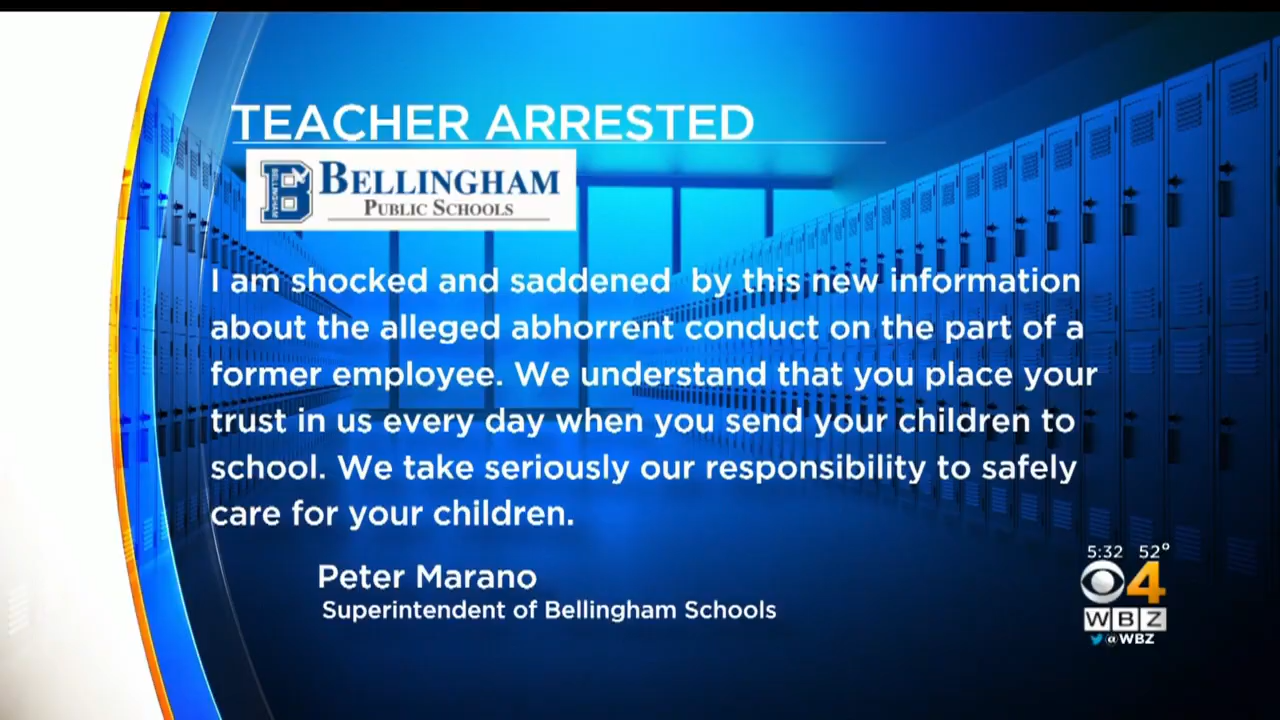 TEACHER ARRESTED
B
BELLINGHAM
BELLINGHAM
PUBLIC SCHOOLS
I am shocked and saddened  by this new information
about the alleged abhorrent conduct on the part of a
former employee. We understand that you place your
trust in us every day when you send your children to
school. We take seriously our responsibility to safely
care for your children.
Peter Marano
Superintendent of Bellingham Schools
5:32 52°
4
WBZ
@WBZ